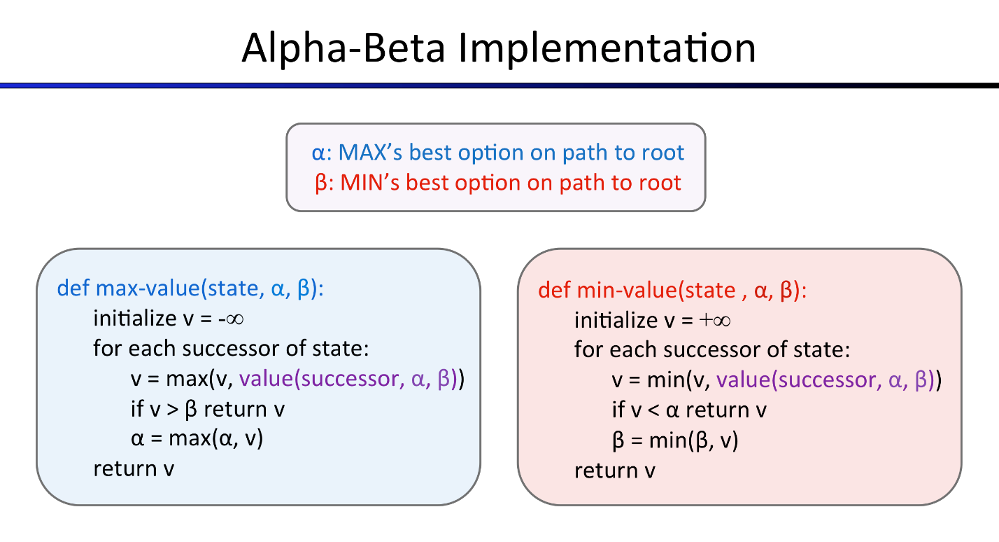 Alpha-Beta Implementation
α: MAX’s best option on path to root
β: MIN’s best option on path to root
def max-value(state, α, β):
initialize v = -∞
for each successor of state:
v = max(v, value(successor, α, β))
if v > β return v
α = max(α, v)
return v
def min-value(state , α, β):
initialize v = +∞
for each successor of state:
v = min(v, value(successor, α, β))
if v < α return v
β = min(β, v)
return v